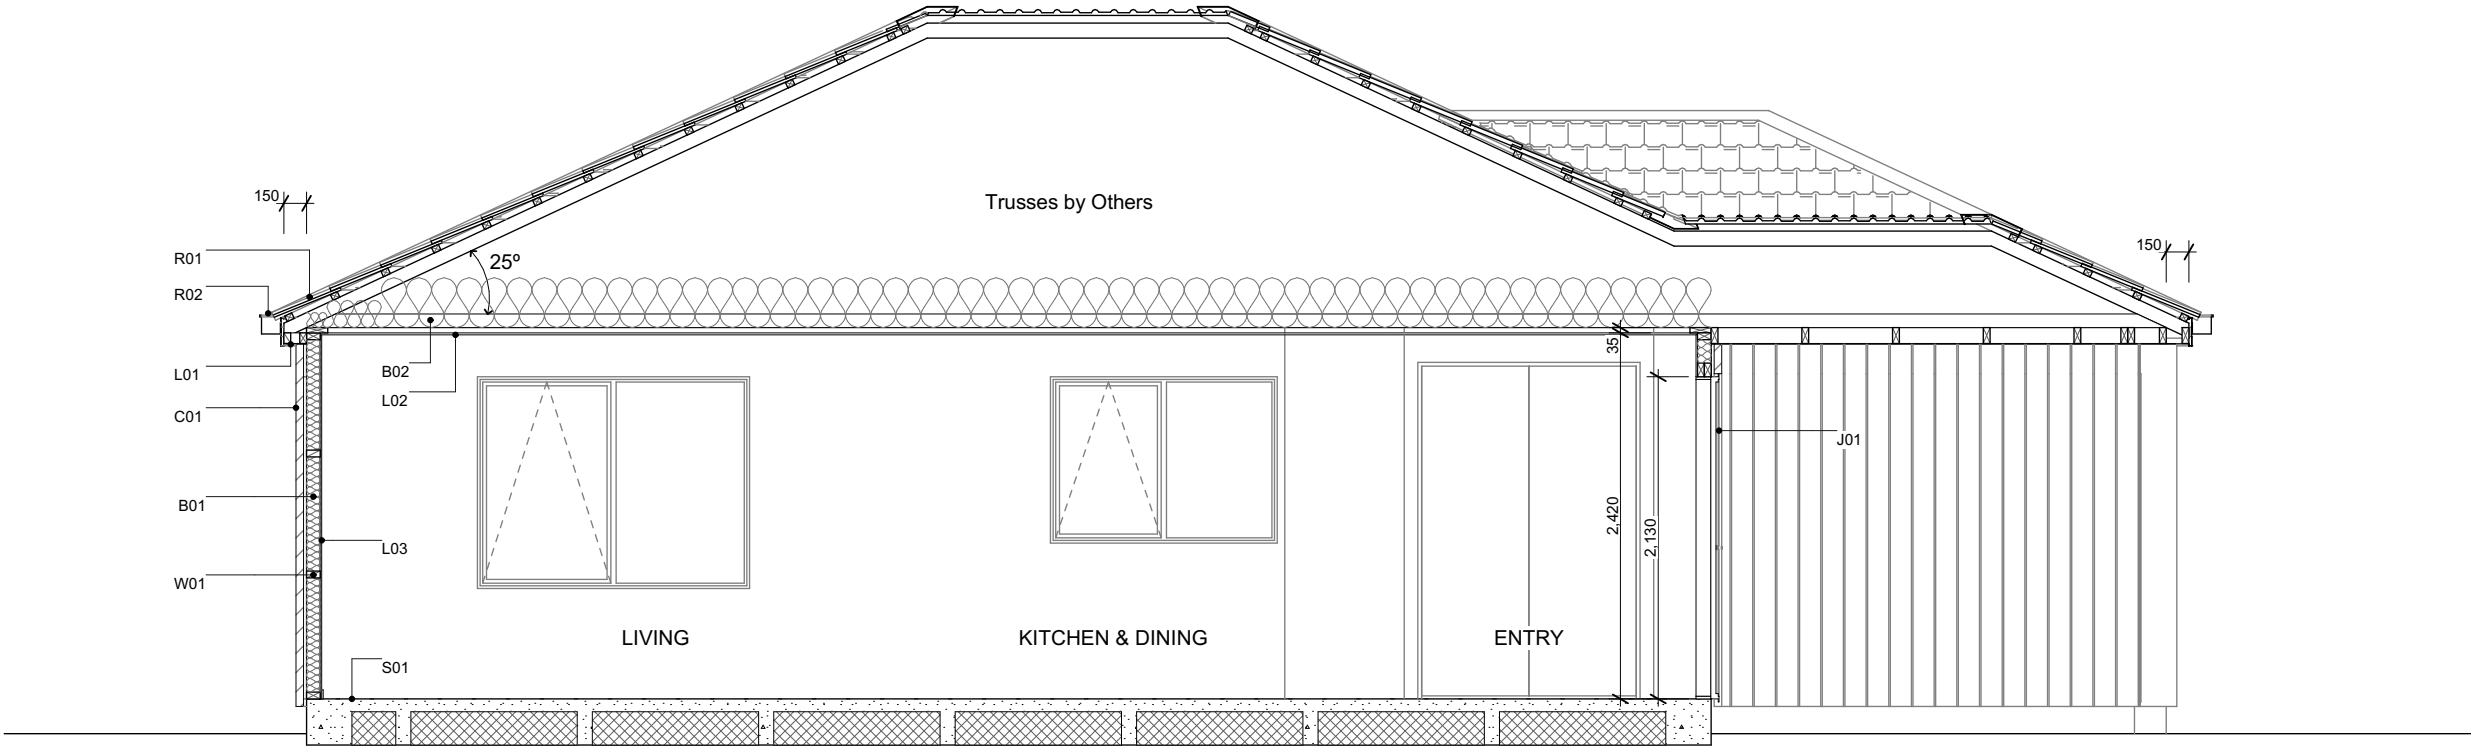 Trusses by Others
150
150
R01
25º
R02
35
L01
B02
L02
C01
J01
B01
2,420
2,130
L03
W01
LIVING
KITCHEN & DINING
ENTRY
S01